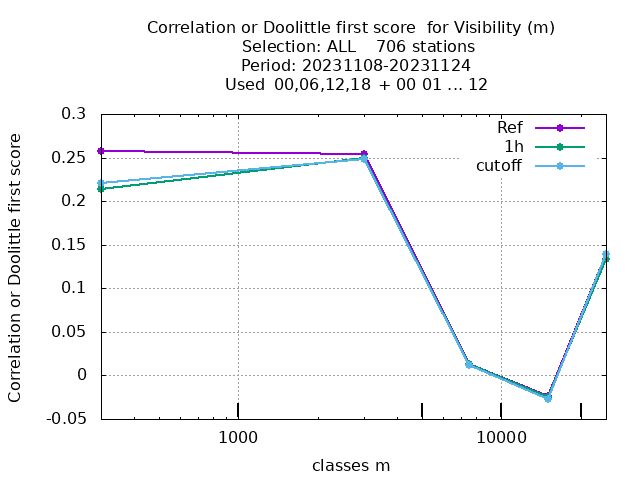 Correlation or Doolittle first score  for Visibility (m)
Selection: ALL    706 stations
Period: 20231108-20231124
Used  00,06,12,18  + 00 01 ... 12
Correlation or Doolittle first score
0.3
0.25
0.2
0.15
0.1
0.05
0
-0.05
Ref
1h
cutoff
1000
10000
classes m